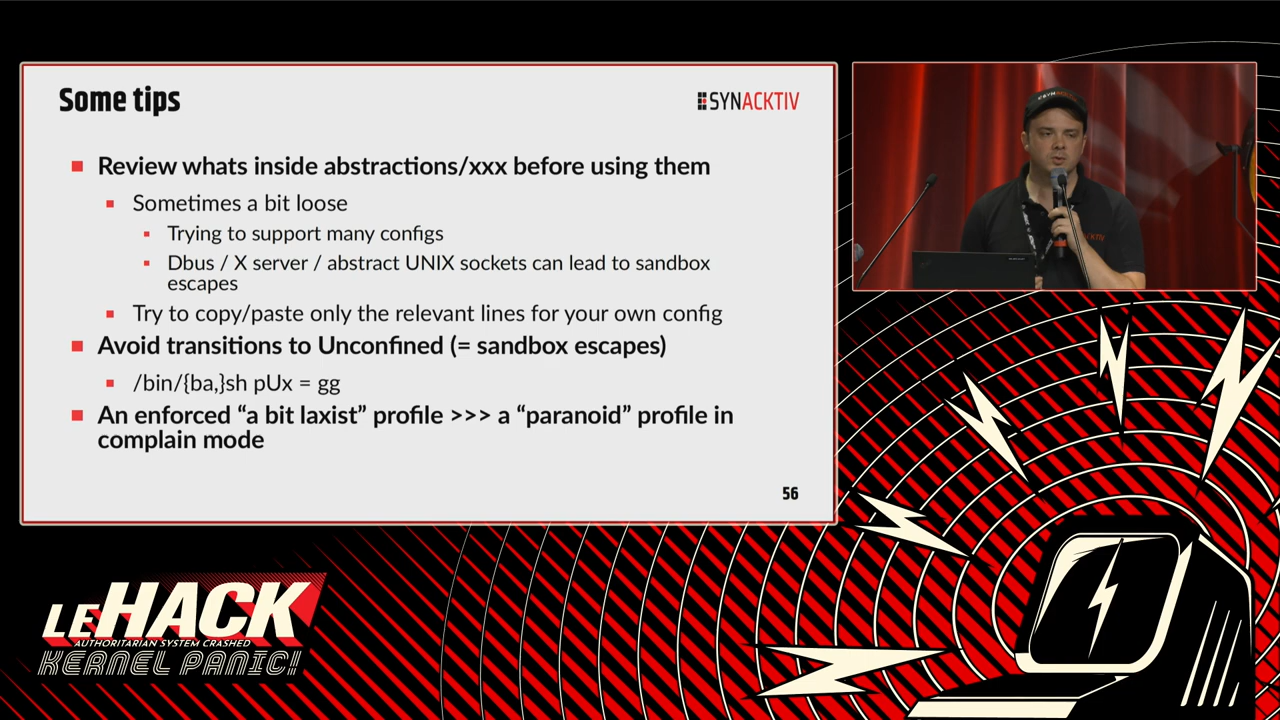 Some tips
SYNACKTIV
Review whats inside abstractions/xxx before using them
Sometimes a bit loose
Trying to support many configs
Dbus / X server / abstract UNIX sockets can lead to sandbox
escapes
Try to copy/paste only the relevant lines for your own config
Avoid transitions to Unconfined (= sandbox escapes)
/bin/{ba,}sh pUx = gg
An enforced “a bit laxist” profile >>> a “paranoid” profile in
complain mode
56
LEHACK
AUTHORITARIAN SYSTEM CRASHED
KERNEL PANIC!